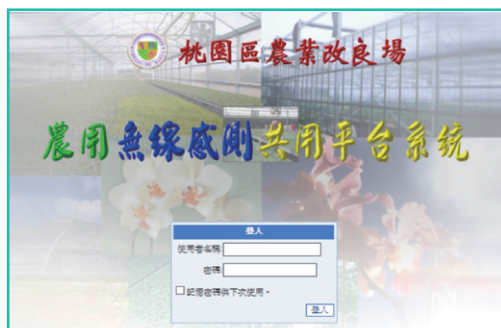 桃園區農業改良場
農用無線感測共用平台系統
登入
使用者名稱:
密碼:
記憶密碼供下次使用。
登入